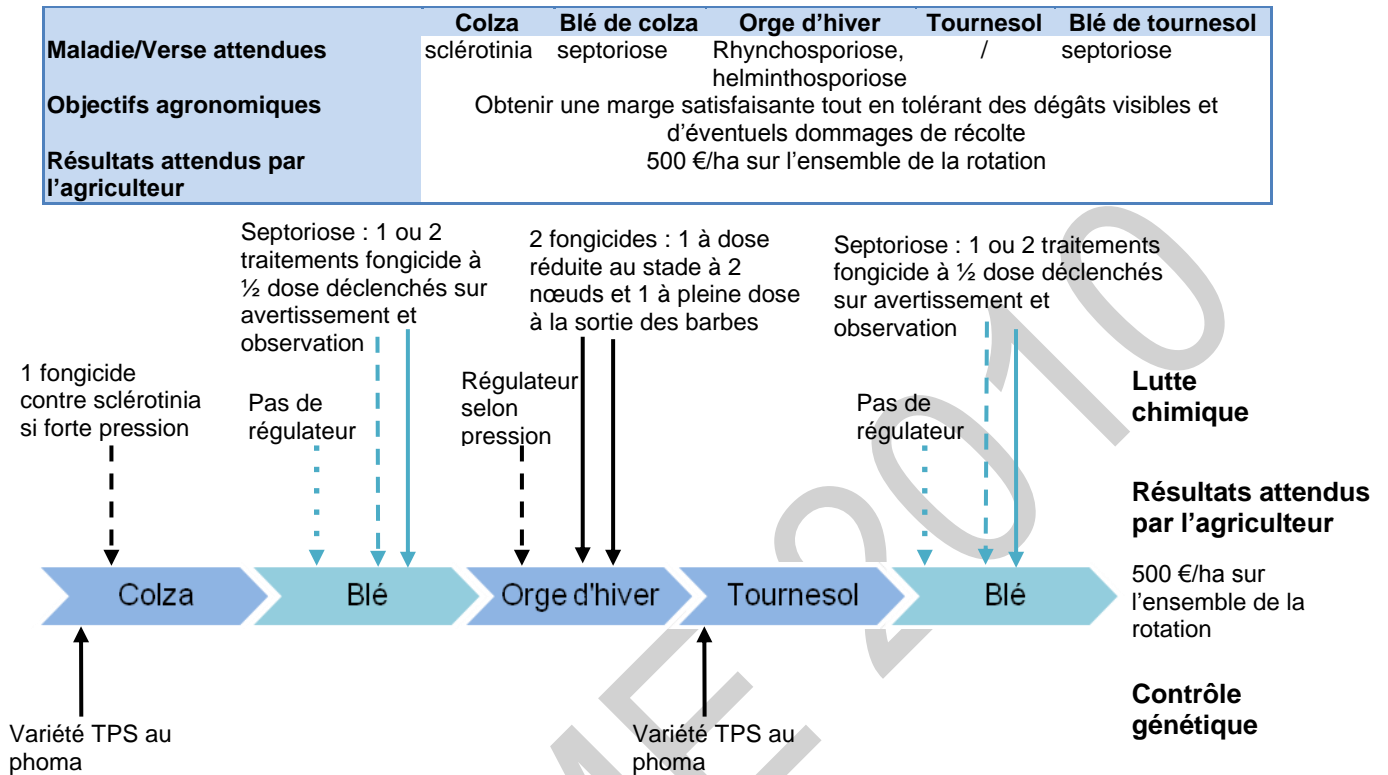 Colza Blé de colza Orge d'hiver Tournesol Blé de tournesol
Maladie/Verse attendues sclérotinia septoriose Rhynchosporiose, / septoriose
helminthosporiose
Objectifs agronomiques Obtenir une marge satisfaisante tout en tolérant des dégâts visibles et
d'éventuels dommages de récolte
Résultats attendus par 500 €/ha sur l'ensemble de la rotation
l'agriculteur
Septoriose : 1 ou 2
traitements fongicide à
½ dose déclenchés sur
avertissement et
observation
2 fongicides : 1 à dose
réduite au stade à 2
nœuds et 1 à pleine dose
à la sortie des barbes
Septoriose : 1 ou 2 traitements
fongicide à ½ dose déclenchés
sur avertissement et
observation
1 fongicide
contre sclérotinia
si forte pression
Pas de
régulateur
Régulateur
selon
pression
Pas de
régulateur
Lutte
chimique
Résultats attendus
par l'agriculteur
500 €/ha sur
l'ensemble de la
rotation
Colza Blé Orge d'hiver Tournesol Blé
Contrôle
génétique
Variété TPS au
phoma
Variété TPS au
phoma
ME 2010